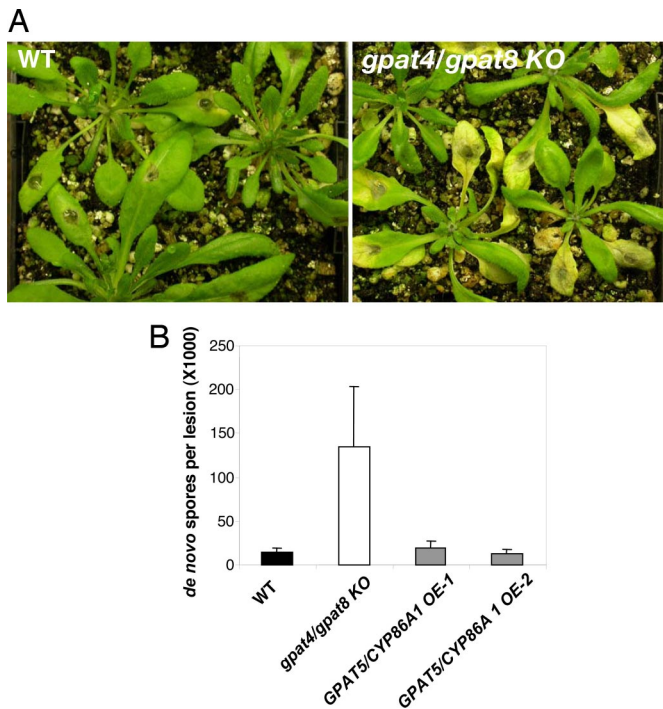 A
WT
gpat4/gpat8 KO
B
de novo spores per lesion (X1000)
250
200
150
100
50
0
WT
gpat4/gpat8 KO
GPAT5/CYP86A1 OE-1
GPAT5/CYP86A 1 OE-2